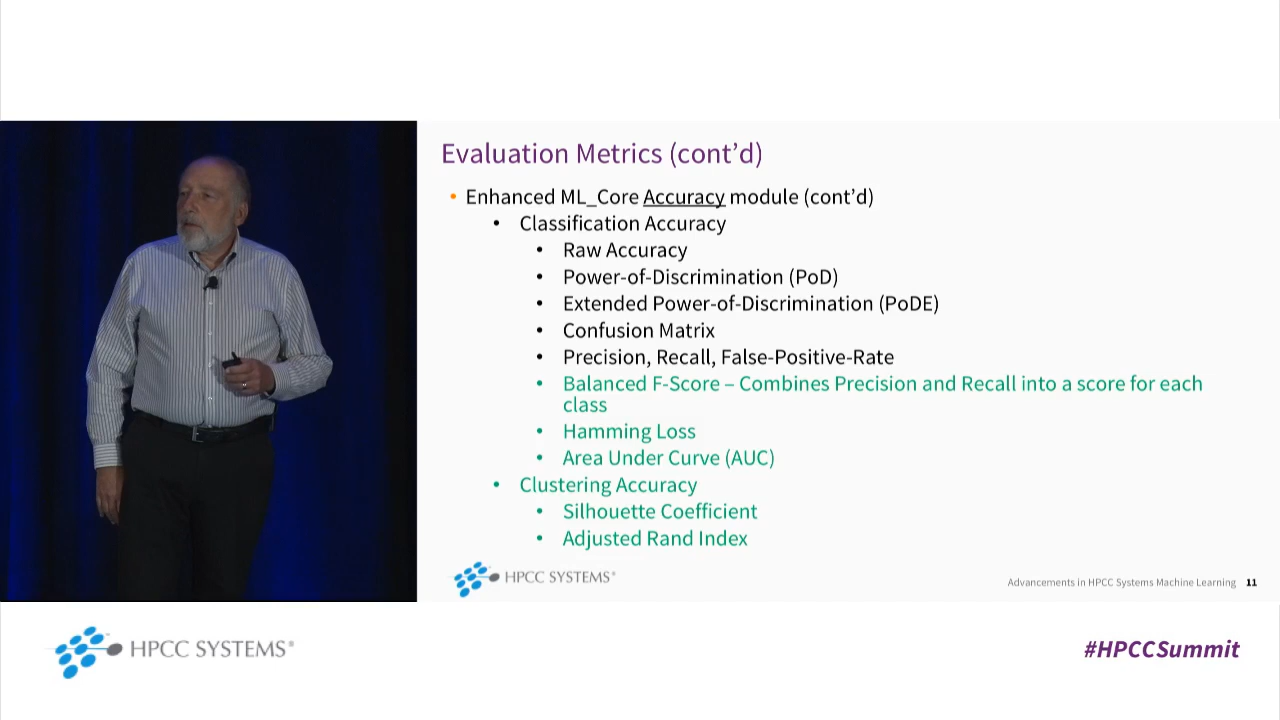 Evaluation Metrics (cont’d)
• Enhanced ML_Core Accuracy module (cont’d)
• Classification Accuracy
• Raw Accuracy
• Power-of-Discrimination (PoD)
• Extended Power-of-Discrimination (PoDE)
• Confusion Matrix
• Precision, Recall, False-Positive-Rate
• Balanced F-Score – Combines Precision and Recall into a score for each
class
• Hamming Loss
• Area Under Curve (AUC)
• Clustering Accuracy
• Silhouette Coefficient
• Adjusted Rand Index
HPCC SYSTEMS®
Advancements in HPCC Systems Machine Learning 11
HPCC SYSTEMS®
#HPCCSummit